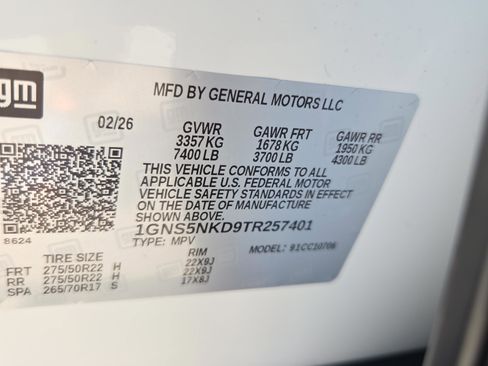 gm
MFD BY GENERAL MOTORS LLC
02/26 GVWR GAWR FRT GAWR RR
3357 KG 1678 KG 1950 KG
7400 LB 3700 LB 4300 LB
THIS VEHICLE CONFORMS TO ALL
APPLICABLE U.S. FEDERAL MOTOR
VEHICLE SAFETY STANDARDS IN EFFECT
ON THE DATE OF MANUFACTURE
1GNS5NKD9TR257401
8624 TYPE: MPV MODEL: 91CC10706
TIRE SIZE RIM
FRT 275/50R22 H 22X9J
RR 275/50R22 H 22X9J
SPA 265/70R17 S 17X8J